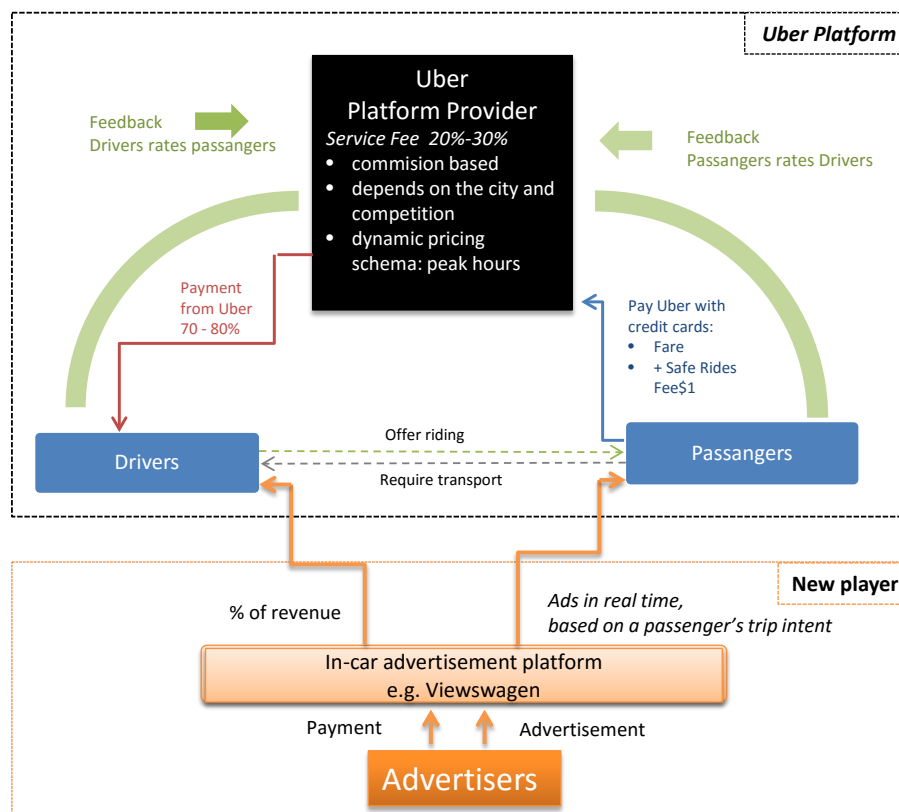 Uber Platform
Uber
Platform Provider
Service Fee 20%-30%
• commision based
• depends on the city and
competition
• dynamic pricing
schema: peak hours
Feedback
Drivers rates passangers
Feedback
Passangers rates Drivers
Payment
from Uber
70 - 80%
Pay Uber with
credit cards:
• Fare
• + Safe Rides
Fee$1
Drivers
Offer riding
Require transport
Passangers
New player
% of revenue
Ads in real time,
based on a passenger’s trip intent
In-car advertisement platform
e.g. Viewswagen
Payment
Advertisement
Advertisers